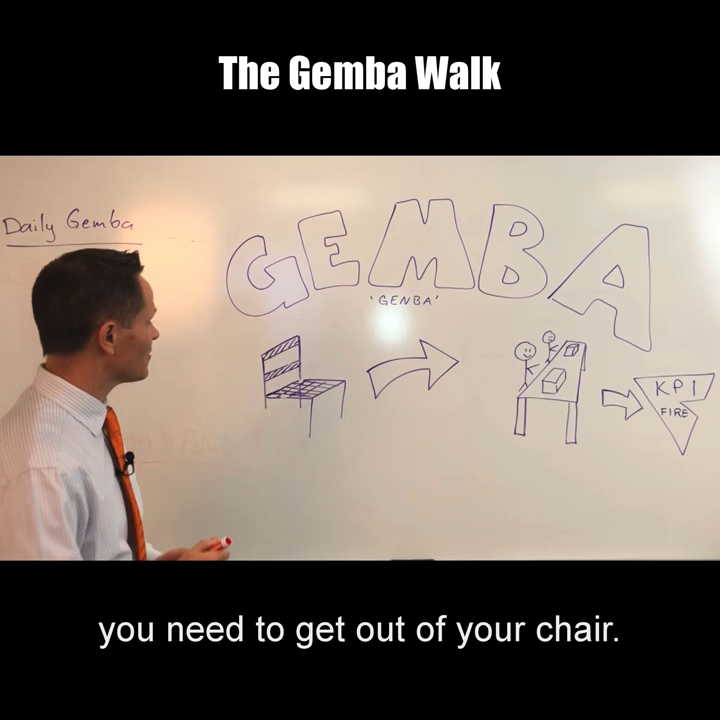 The Gemba Walk
Daily Gemba
GEMBA
'GENBA'
KPI
FIRE
you need to get out of your chair.